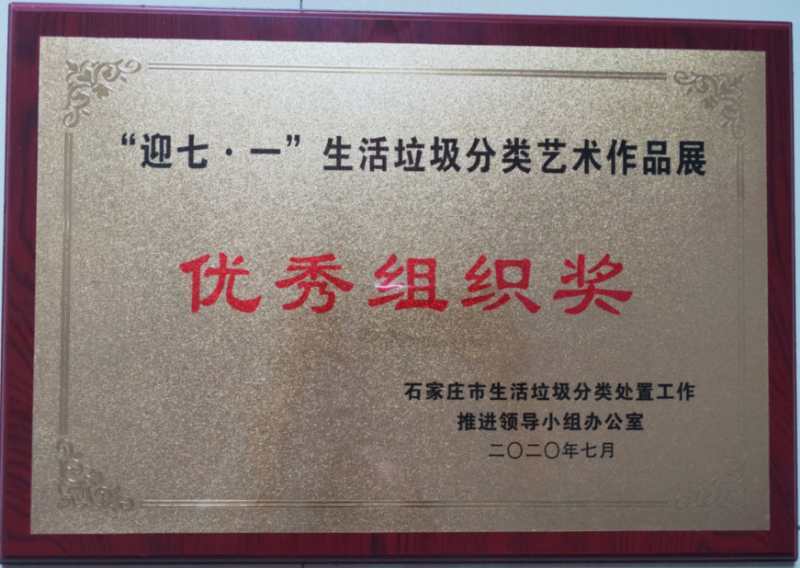 “迎七·一”生活垃圾分类艺术作品展
优秀组织奖
石家庄市生活垃圾分类处置工作
推进领导小组办公室
二〇二〇年七月